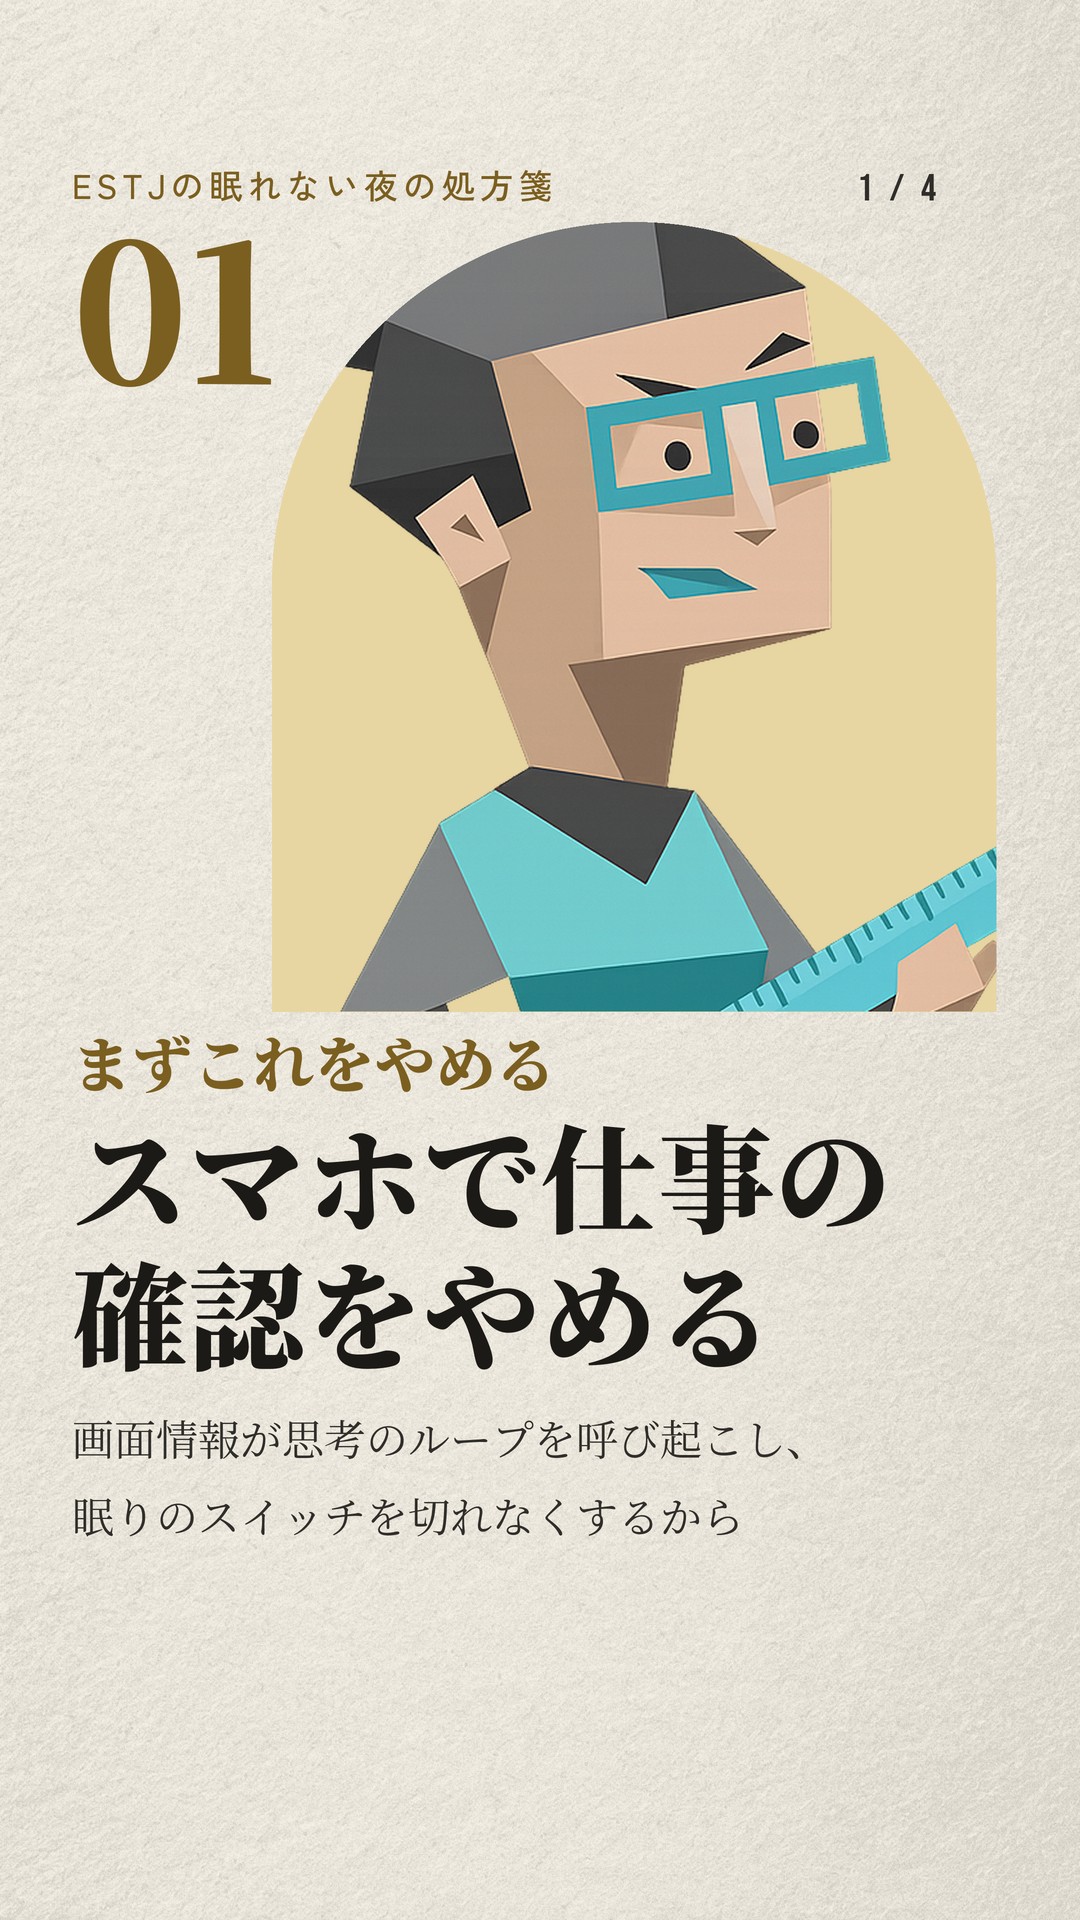 ESTJの眠れない夜の処方箋
1 / 4
01
まずこれをやめる
スマホで仕事の
確認をやめる
画面情報が思考のループを呼び起こし、
眠りのスイッチを切れなくするから